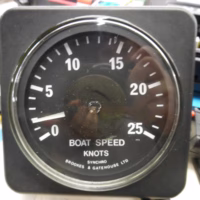 10 15
5 20
0 25
BOAT SPEED
KNOTS
SYNCHRO
BROOKES & GATEHOUSE LTD